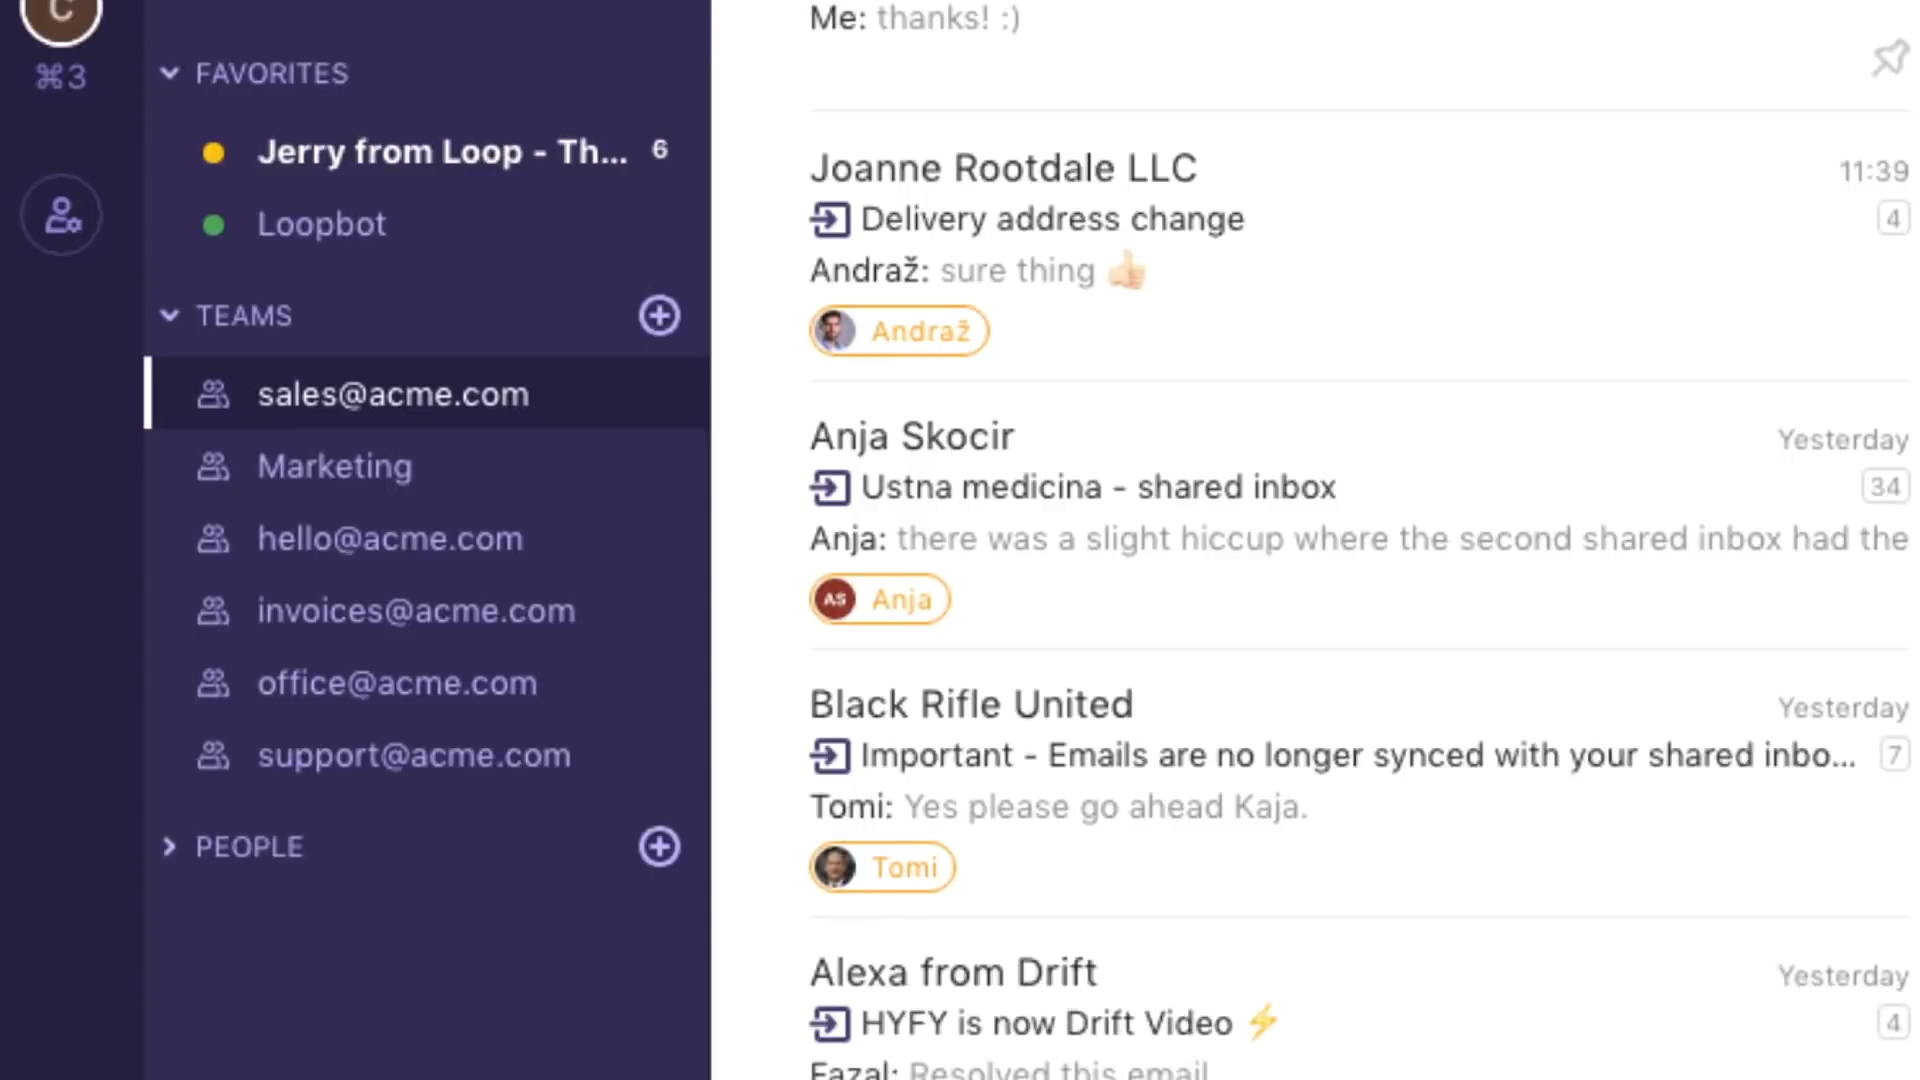 C
⌘3
FAVORITES
Jerry from Loop - Th... 6
Loopbot
TEAMS
sales@acme.com
Marketing
hello@acme.com
invoices@acme.com
office@acme.com
support@acme.com
PEOPLE
Me: thanks! :)
Joanne Rootdale LLC 11:39
Delivery address change 4
Andraž: sure thing 👍🏻
Andraž
Anja Skocir Yesterday
Ustna medicina - shared inbox 34
Anja: there was a slight hiccup where the second shared inbox had the
AS Anja
Black Rifle United Yesterday
Important - Emails are no longer synced with your shared inbo... 7
Tomi: Yes please go ahead Kaja.
Tomi
Alexa from Drift Yesterday
HYFY is now Drift Video ⚡ 4
Fazal: Resolved this email